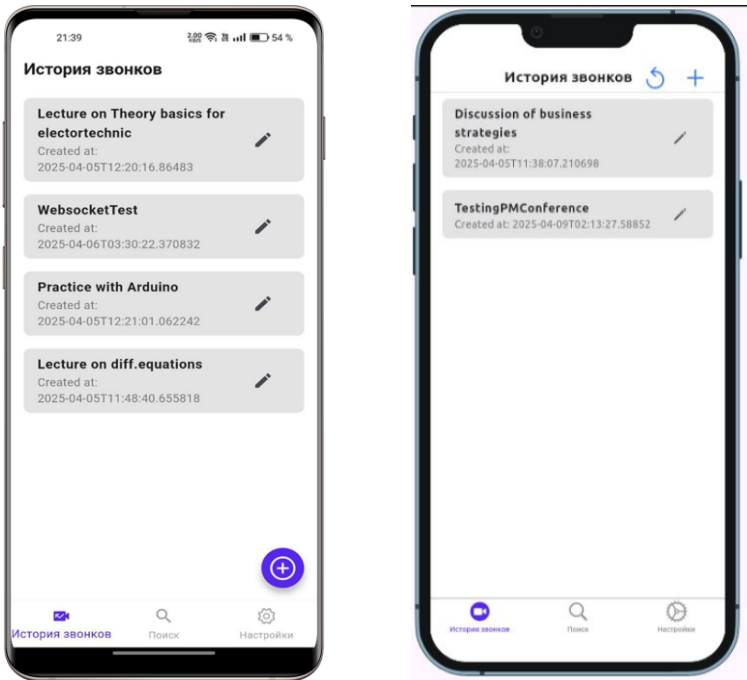 21:39
2,00 KB/S 54 %
История звонков
Lecture on Theory basics for
electortechnic
Created at:
2025-04-05T12:20:16.86483
WebsocketTest
Created at:
2025-04-06T03:30:22.370832
Practice with Arduino
Created at:
2025-04-05T12:21:01.062242
Lecture on diff.equations
Created at:
2025-04-05T11:48:40.655818
История звонков
Поиск
Настройки
История звонков
Discussion of business
strategies
Created at:
2025-04-05T11:38:07.210698
TestingPMConference
Created at: 2025-04-09T02:13:27.58852
История звонков
Поиск
Настройки